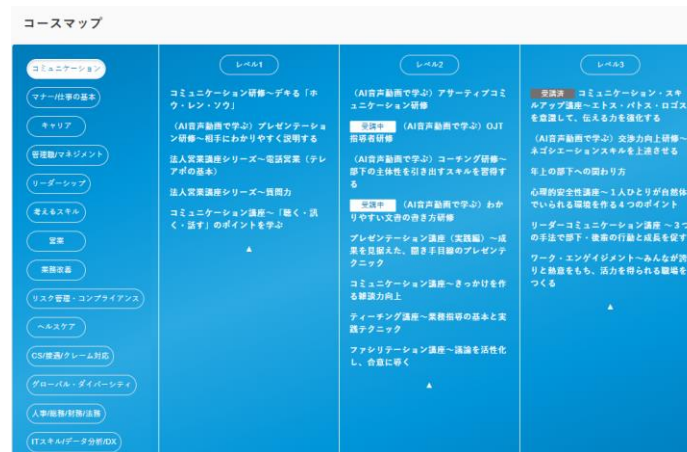 コースマップ
コミュニケーション
マナー/仕事の基本
キャリア
管理職/マネジメント
リーダーシップ
考えるスキル
営業
業務改善
リスク管理・コンプライアンス
ヘルスケア
CS/接遇/クレーム対応
グローバル・ダイバーシティ
人事/総務/財務/法務
ITスキル/データ分析/DX
レベル1
コミュニケーション研修～デキる「ホ
ウ・レン・ソウ」
（AI音声動画で学ぶ）プレゼンテーショ
ン研修～相手にわかりやすく説明する
法人営業講座シリーズ～電話営業（テレ
アポの基本）
法人営業講座シリーズ～質問力
コミュニケーション講座～「聴く・訊
く・話す」のポイントを学ぶ
▲
レベル2
（AI音声動画で学ぶ）アサーティブコミ
ュニケーション研修
受講中 （AI音声動画で学ぶ）OJT
指導者研修
（AI音声動画で学ぶ）コーチング研修～
部下の主体性を引き出すスキルを習得す
る
受講中 （AI音声動画で学ぶ）わか
りやすい文書の書き方研修
プレゼンテーション講座（実践編）～成
果を見据えた、聞き手目線のプレゼンテ
クニック
コミュニケーション講座～きっかけを作
る雑談力向上
ティーチング講座～業務指導の基本と実
践テクニック
ファシリテーション講座～議論を活性化
し、合意に導く
▲
レベル3
受講済 コミュニケーション・スキ
ルアップ講座～エトス・パトス・ロゴス
を意識して、伝える力を強化する
（AI音声動画で学ぶ）交渉力向上研修～
ネゴシエーションスキルを上達させる
年上の部下への関わり方
心理的安全性講座～１人ひとりが自然体
でいられる環境を作る４つのポイント
リーダーコミュニケーション講座 ～３つ
の手法で部下・後輩の行動と成長を促す
ワーク・エンゲイジメント～みんなが誇
りと熱意をもち、活力を得られる職場を
つくる
▲